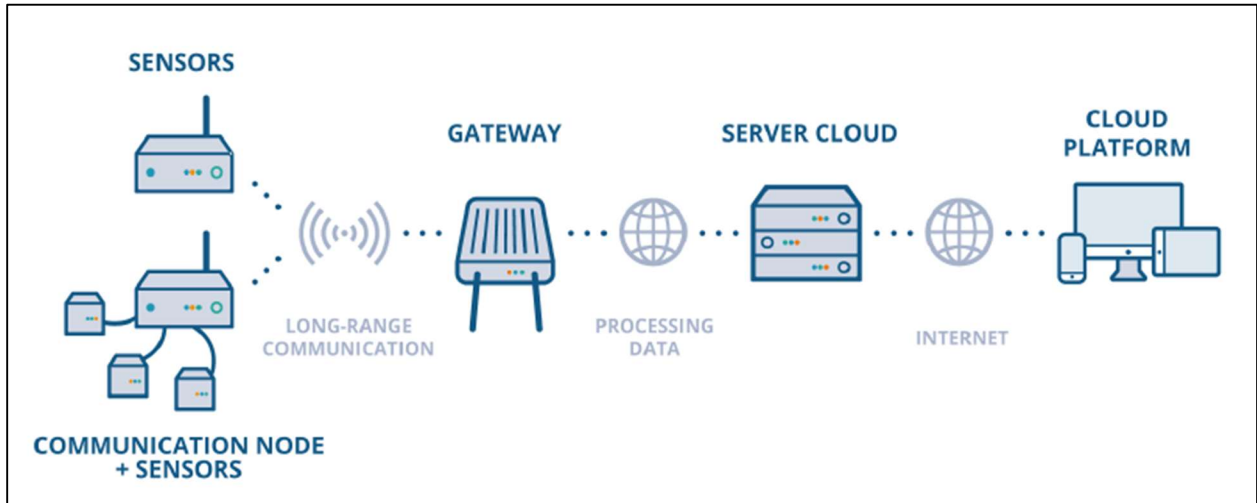 SENSORS
GATEWAY
SERVER CLOUD
CLOUD
PLATFORM
LONG-RANGE
COMMUNICATION
PROCESSING
DATA
INTERNET
COMMUNICATION NODE
+ SENSORS